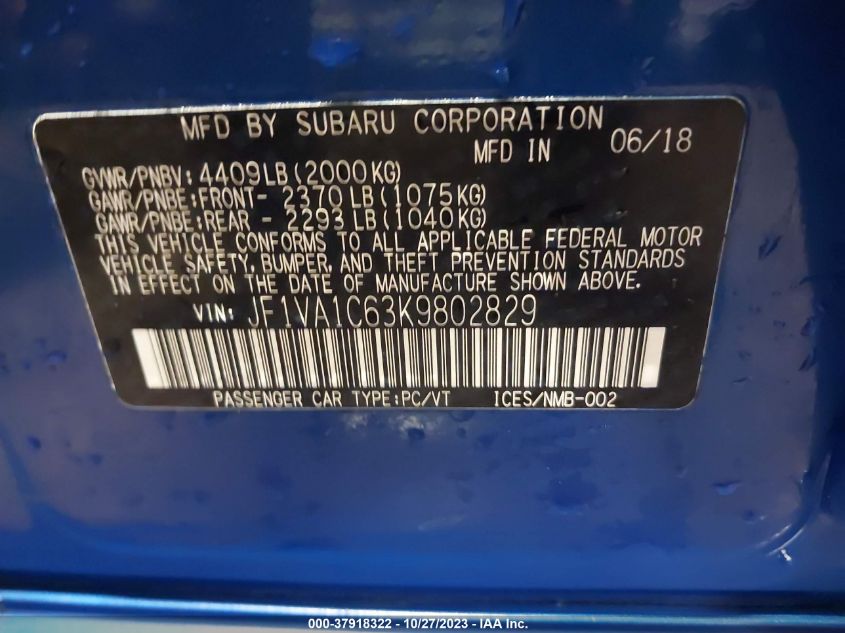 MFD BY SUBARU CORPORATION
MFD IN 06/18
GVWR/PNBV: 4409LB(2000KG)
GAWR/PNBE:FRONT- 2370 LB(1075KG)
GAWR/PNBE:REAR - 2293 LB(1040KG)
THIS VEHICLE CONFORMS TO ALL APPLICABLE FEDERAL MOTOR
VEHICLE SAFETY, BUMPER, AND THEFT PREVENTION STANDARDS
IN EFFECT ON THE DATE OF MANUFACTURE SHOWN ABOVE.
VIN: JF1VA1C63K9802829
PASSENGER CAR TYPE:PC/VT ICES/NMB-002
000-37918322 - 10/27/2023 - IAA Inc.